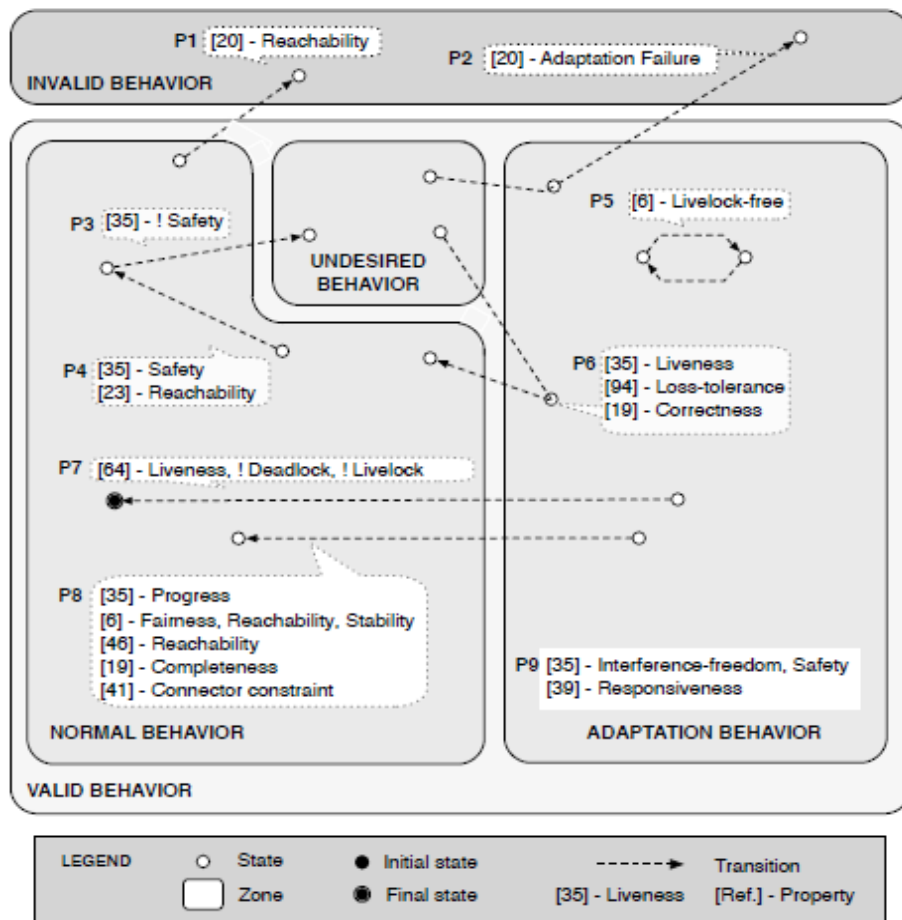 P1 [20] - Reachability
P2 [20] - Adaptation Failure
INVALID BEHAVIOR
P3 [35] - ! Safety
P5 [6] - Livelock-free
UNDESIRED
BEHAVIOR
P4 [35] - Safety
[23] - Reachability
P6 [35] - Liveness
[94] - Loss-tolerance
[19] - Correctness
P7 [64] - Liveness, ! Deadlock, ! Livelock
P8 [35] - Progress
[6] - Fairness, Reachability, Stability
[46] - Reachability
[19] - Completeness
[41] - Connector constraint
P9 [35] - Interference-freedom, Safety
[39] - Responsiveness
NORMAL BEHAVIOR
ADAPTATION BEHAVIOR
VALID BEHAVIOR
LEGEND
State
Initial state
Transition
Zone
Final state
[35] - Liveness
[Ref.] - Property